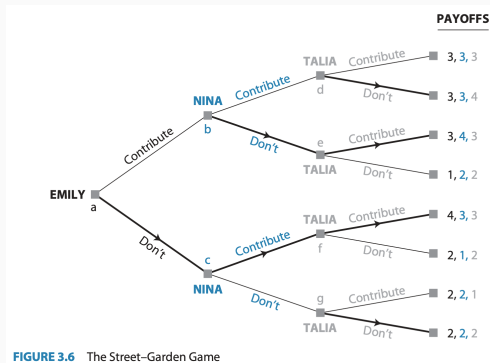 PAYOFFS
TALIA
Contribute
3, 3, 3
d
Don't
3, 3, 4
NINA
Contribute
b
Don't
e
TALIA
Contribute
3, 4, 3
Don't
1, 2, 2
Contribute
EMILY
a
Don't
TALIA
Contribute
4, 3, 3
f
Don't
2, 1, 2
c
NINA
Contribute
Don't
g
TALIA
Contribute
2, 2, 1
Don't
2, 2, 2
FIGURE 3.6 The Street–Garden Game